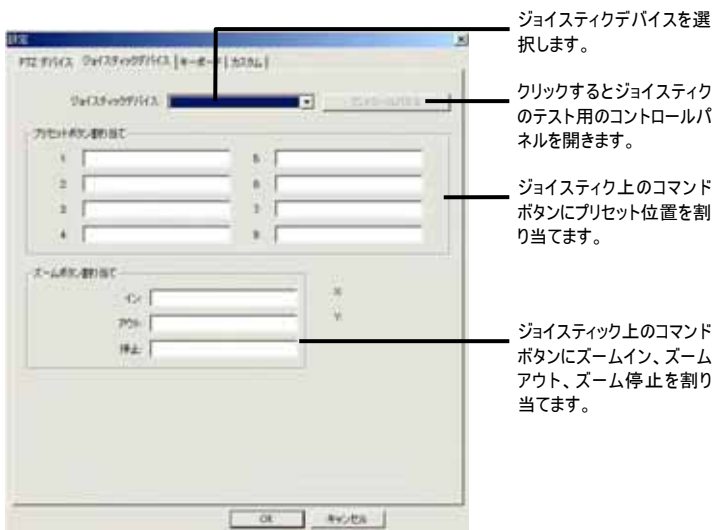 ジョイスティクデバイスを選
択します。
設定
PTZ デバイス ジョイスティックデバイス キーボード カスタム
ジョイスティックデバイス
コントロールパネル
クリックするとジョイスティク
のテスト用のコントロールパ
ネルを開きます。
プリセットボタン割り当て
1 5
2 6
3 7
4 8
ジョイスティク上のコマンド
ボタンにプリセット位置を割
り当てます。
ズームボタン割り当て
イン: X:
アウト: Y:
停止:
ジョイスティック上のコマンド
ボタンにズームイン、ズーム
アウト、ズーム停止を割り
当てます。
OK キャンセル